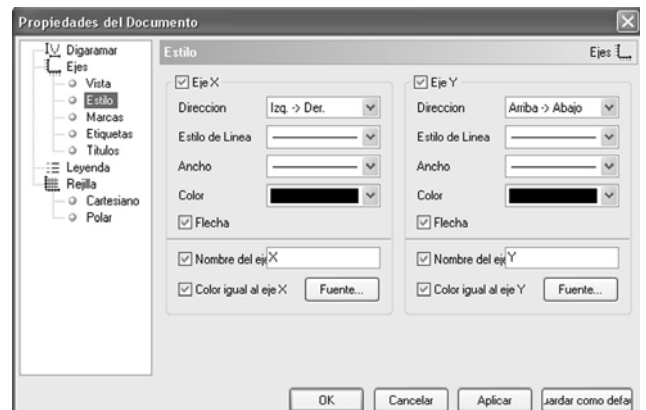 Propiedades del Documento
Digaramar
Ejes
Vista
Estilo
Marcas
Etiquetas
Titulos
Leyenda
Rejilla
Cartesiano
Polar
Estilo Ejes
Eje X
Direccion Izq. -> Der.
Estilo de Linea
Ancho
Color
Flecha
Nombre del eje X
Color igual al eje X Fuente...
Eje Y
Direccion Arriba -> Abajo
Estilo de Linea
Ancho
Color
Flecha
Nombre del eje Y
Color igual al eje Y Fuente...
OK Cancelar Aplicar uardar como defau